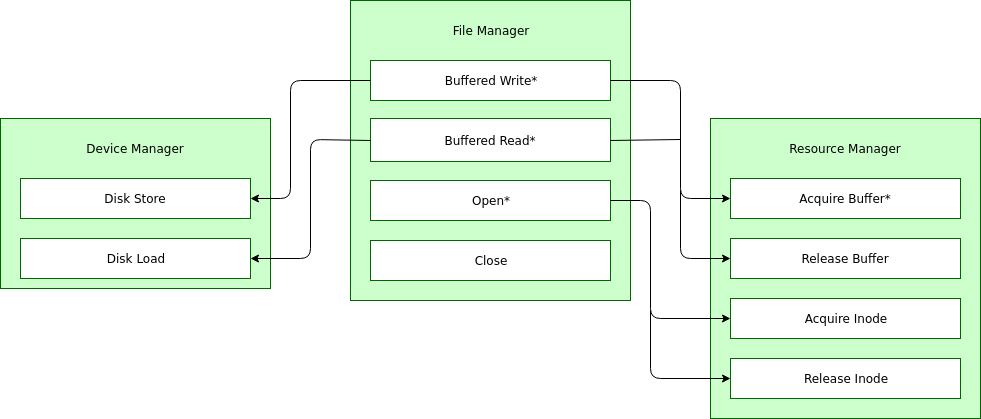 File Manager
Buffered Write*
Buffered Read*
Open*
Close
Device Manager
Disk Store
Disk Load
Resource Manager
Acquire Buffer*
Release Buffer
Acquire Inode
Release Inode